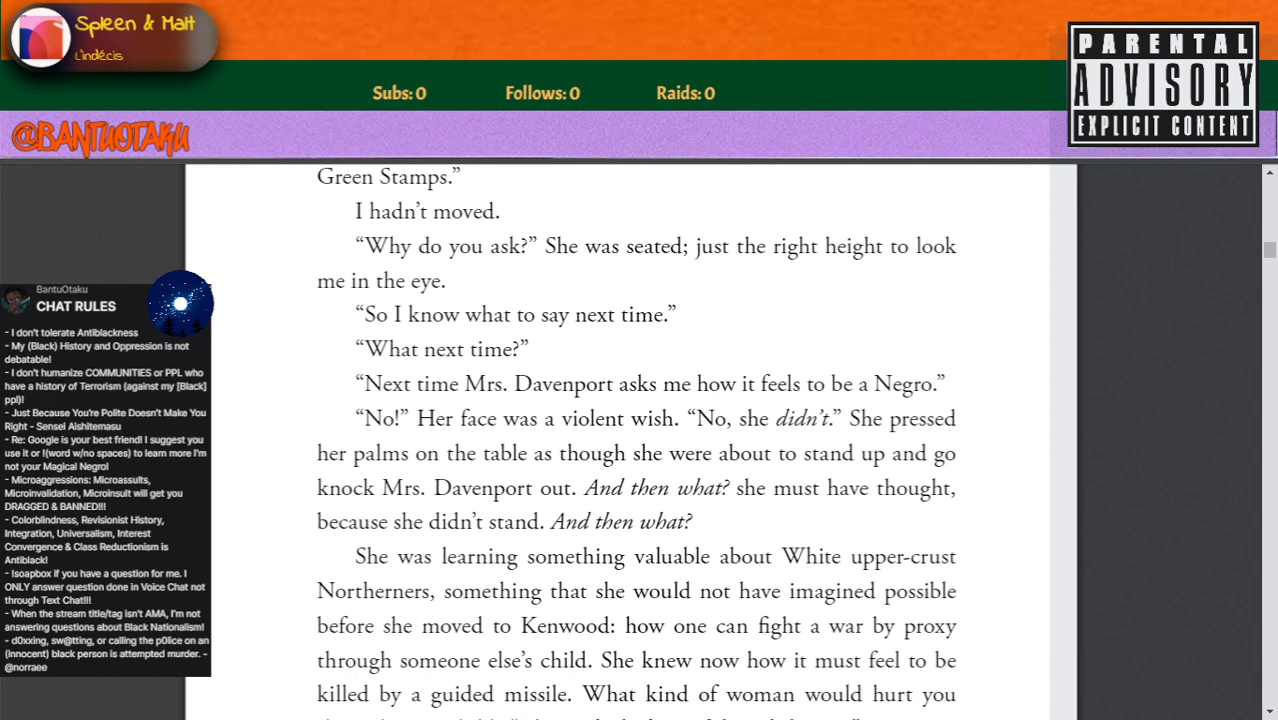 Spleen & Malt
L'indécis
PARENTAL
ADVISORY
EXPLICIT CONTENT
Subs: 0 Follows: 0 Raids: 0
@BANTUOTAKU
Green Stamps.”
I hadn’t moved.
“Why do you ask?” She was seated; just the right height to look
me in the eye.
“So I know what to say next time.”
“What next time?”
“Next time Mrs. Davenport asks me how it feels to be a Negro.”
“No!” Her face was a violent wish. “No, she didn’t.” She pressed
her palms on the table as though she were about to stand up and go
knock Mrs. Davenport out. And then what? she must have thought,
because she didn’t stand. And then what?
She was learning something valuable about White upper-crust
Northerners, something that she would not have imagined possible
before she moved to Kenwood: how one can fight a war by proxy
through someone else’s child. She knew now how it must feel to be
killed by a guided missile. What kind of woman would hurt you
BantuOtaku
CHAT RULES
- I don't tolerate Antiblackness
- My (Black) History and Oppression is not
debatable!
- I don't humanize COMMUNITIES or PPL who
have a history of Terrorism (against my [Black]
ppl)!
- Just Because You're Polite Doesn't Make You
Right - Sensei Aishitemasu
- Re: Google is your best friend! I suggest you
use it or !(word w/no spaces) to learn more I'm
not your Magical Negro!
- Microaggressions: Microassults,
Microinvalidation, Microinsult will get you
DRAGGED & BANNED!!!
- Colorblindness, Revisionist History,
Integration, Universalism, Interest
Convergence & Class Reductionism is
Antiblack!
- !soapbox if you have a question for me. I
ONLY answer question done in Voice Chat not
through Text Chat!!!
- When the stream title/tag isn't AMA, I'm not
answering questions about Black Nationalism!
- d0xxing, sw@tting, or calling the p0lice on an
(innocent) black person is attempted murder. -
@norraee